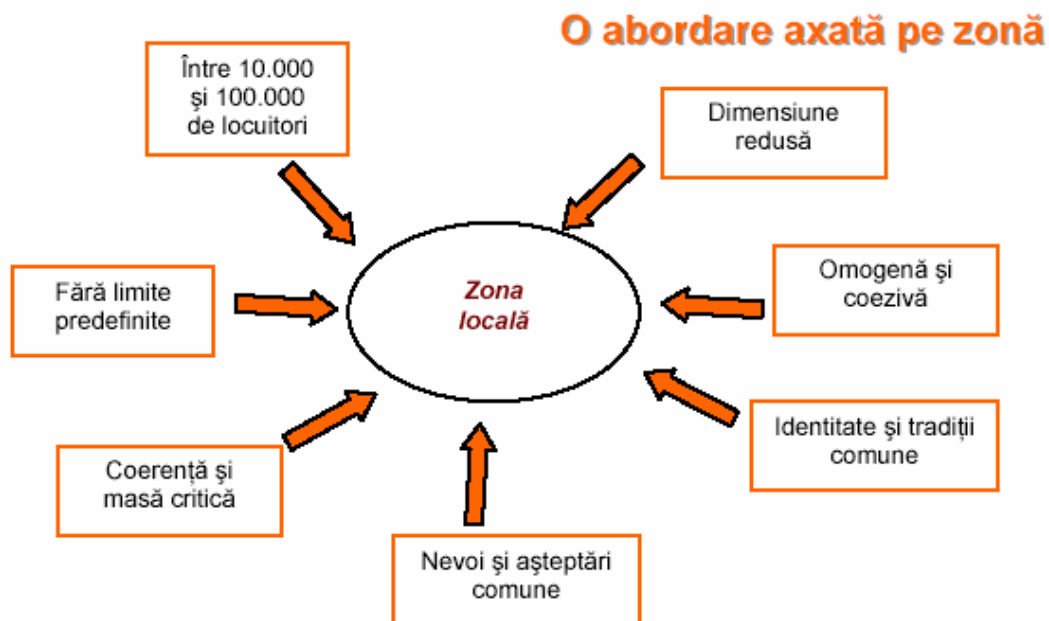 O abordare axată pe zonă
Între 10.000
şi 100.000
de locuitori
Dimensiune
redusă
Fără limite
predefinite
Zona
locală
Omogenă şi
coezivă
Coerenţă şi
masă critică
Identitate şi tradiţii
comune
Nevoi şi aşteptări
comune